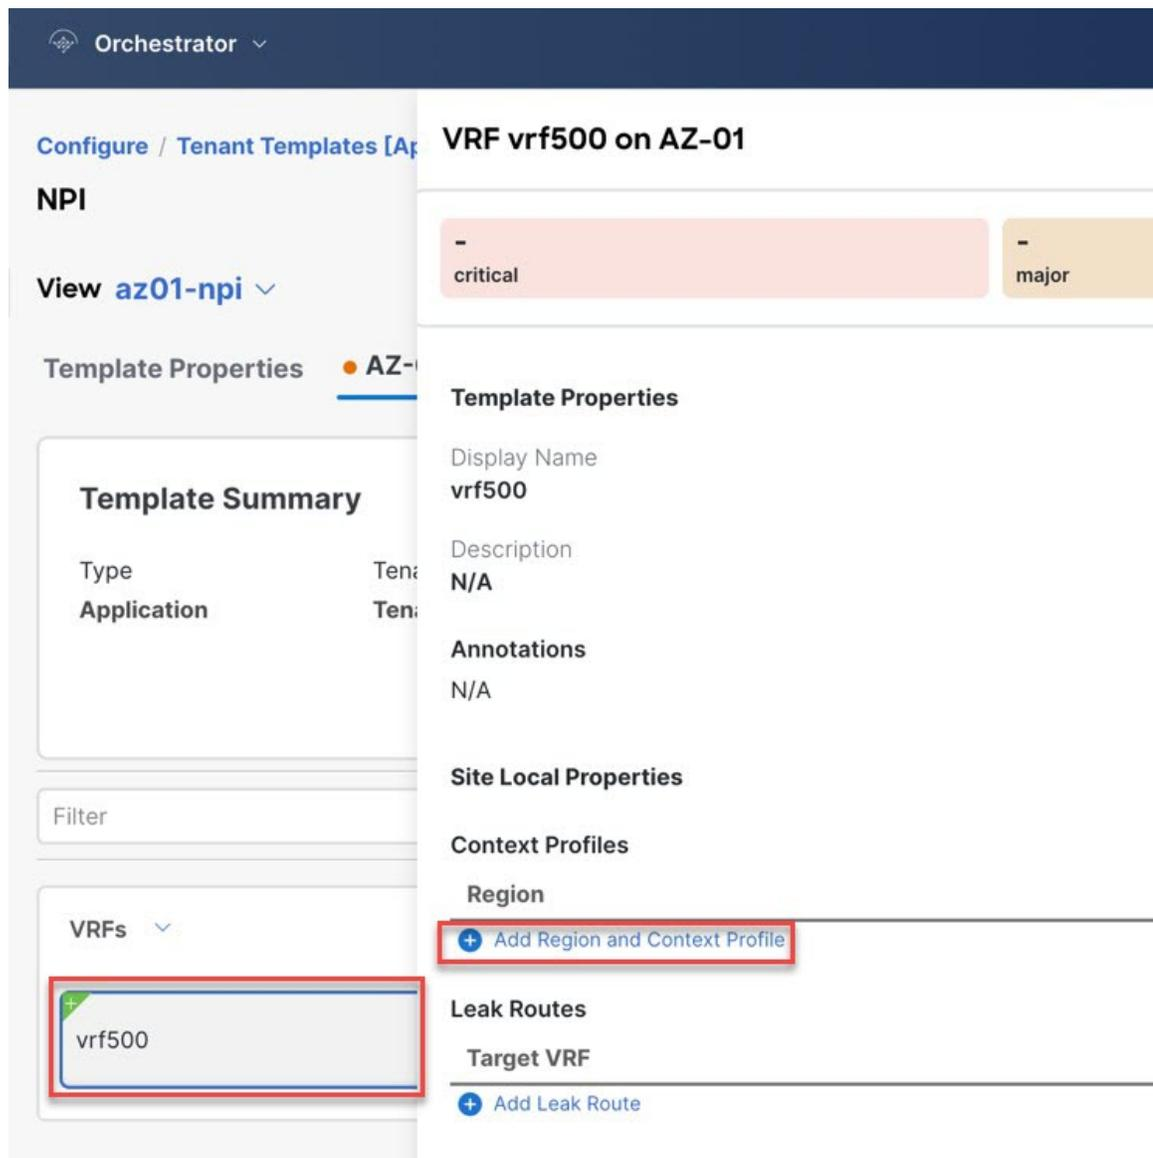 Orchestrator
Configure / Tenant Templates [Ap
NPI
View az01-npi
Template Properties
AZ-
Template Summary
Type Tena
Application Tena
Filter
VRFs
vrf500
VRF vrf500 on AZ-01
-
critical
-
major
Template Properties
Display Name
vrf500
Description
N/A
Annotations
N/A
Site Local Properties
Context Profiles
Region
Add Region and Context Profile
Leak Routes
Target VRF
Add Leak Route